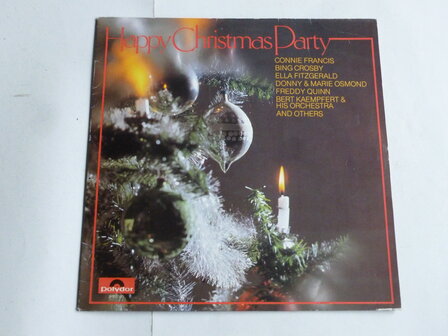 Happy Christmas Party
CONNIE FRANCIS
BING CROSBY
ELLA FITZGERALD
DONNY & MARIE OSMOND
FREDDY QUINN
BERT KAEMPFERT &
HIS ORCHESTRA
AND OTHERS
Polydor